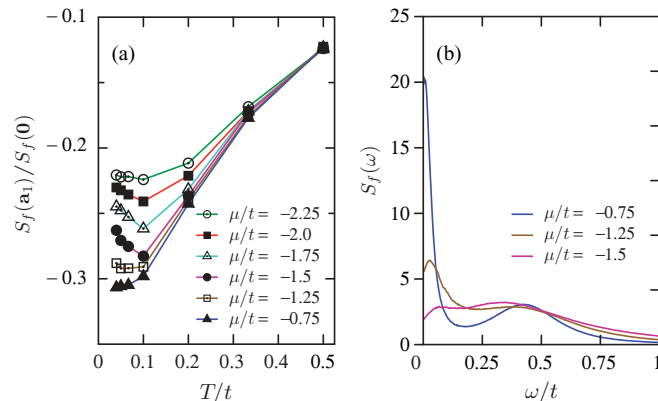 (a)
S_f(a₁)/S_f(0)
−0.1
−0.2
−0.3
μ/t = −2.25
μ/t = −2.0
μ/t = −1.75
μ/t = −1.5
μ/t = −1.25
μ/t = −0.75
0 0.1 0.2 0.3 0.4 0.5
T/t
(b)
S_f(ω)
25
20
15
10
5
0
μ/t = −0.75
μ/t = −1.25
μ/t = −1.5
0 0.25 0.5 0.75 1
ω/t